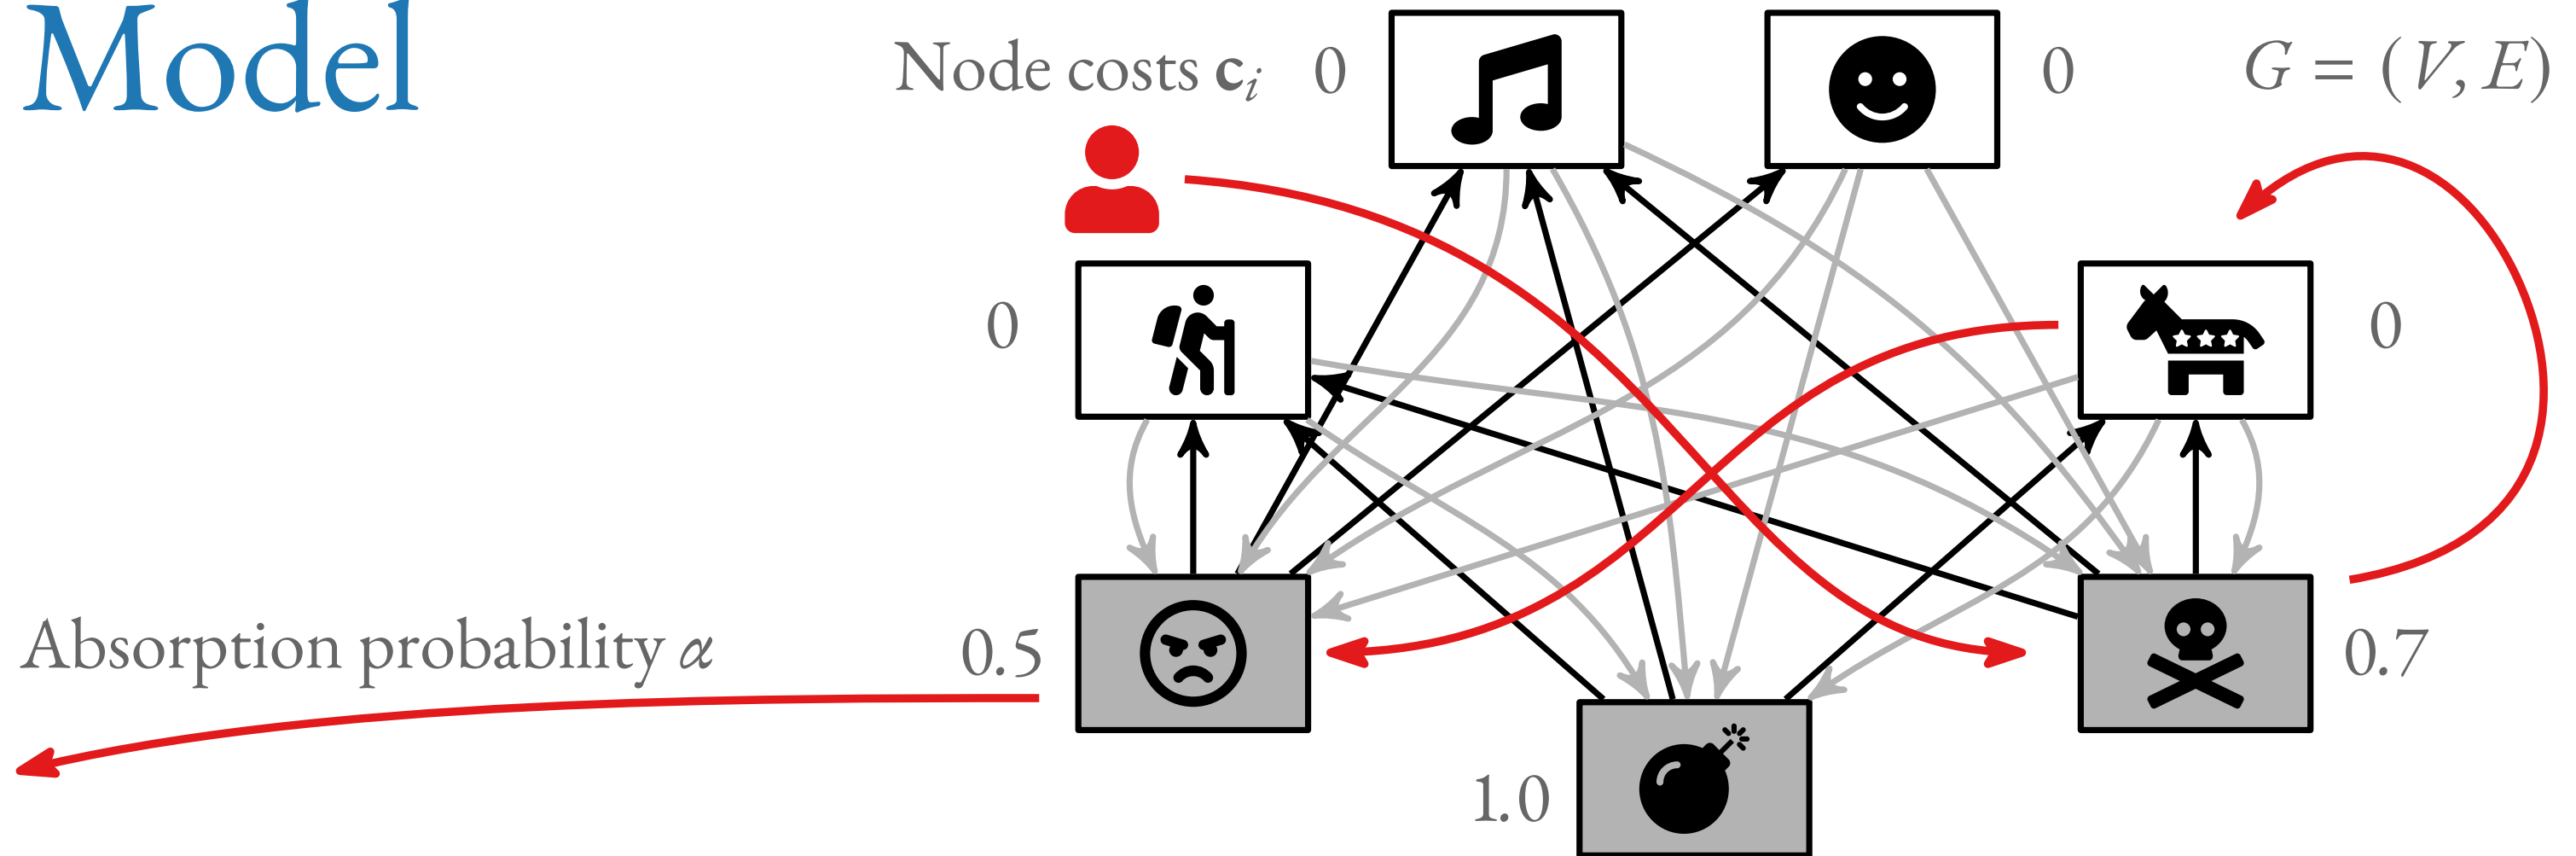 Model
Node costs cᵢ 0
0
G = (V, E)
0
0
Absorption probability α
0.5
0.7
1.0